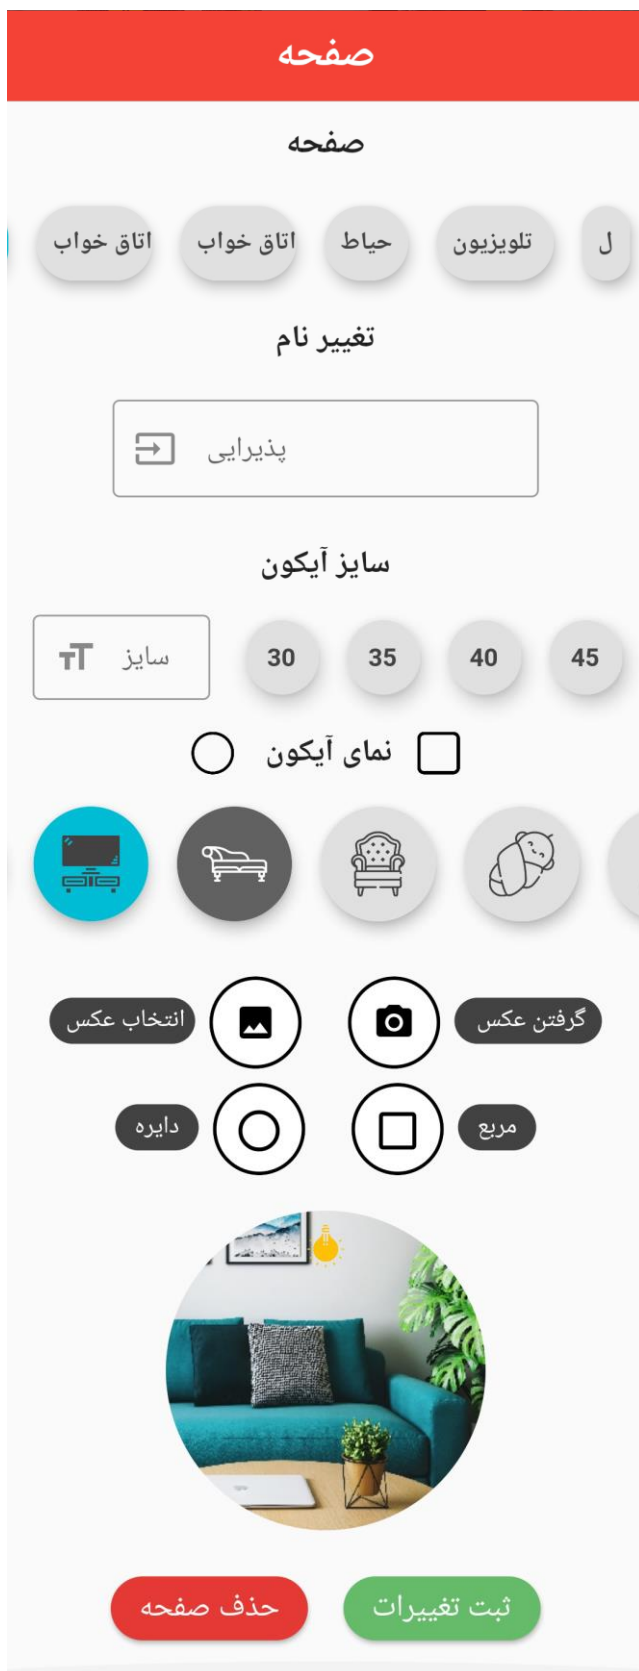 صفحه
صفحه
ل تلویزیون حیاط اتاق خواب اتاق خواب
تغییر نام
پذیرایی
سایز آیکون
45 40 35 30 سایز
نمای آیکون
گرفتن عکس انتخاب عکس
مربع دایره
ثبت تغییرات حذف صفحه